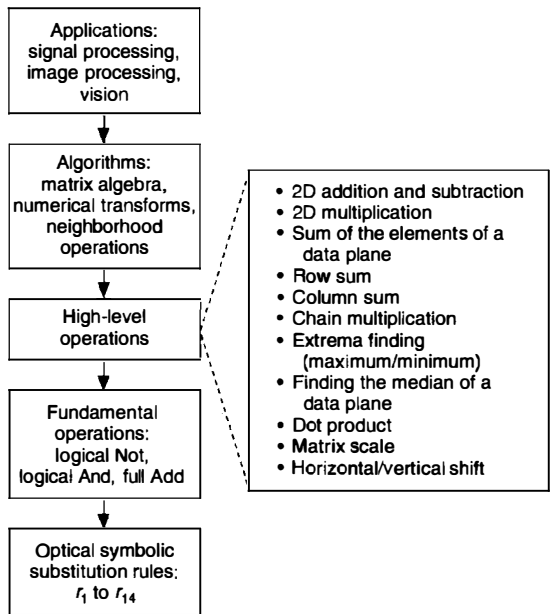 Applications:
signal processing,
image processing,
vision
Algorithms:
matrix algebra,
numerical transforms,
neighborhood
operations
High-level
operations
Fundamental
operations:
logical Not,
logical And, full Add
Optical symbolic
substitution rules:
r1 to r14
• 2D addition and subtraction
• 2D multiplication
• Sum of the elements of a
data plane
• Row sum
• Column sum
• Chain multiplication
• Extrema finding
(maximum/minimum)
• Finding the median of a
data plane
• Dot product
• Matrix scale
• Horizontal/vertical shift